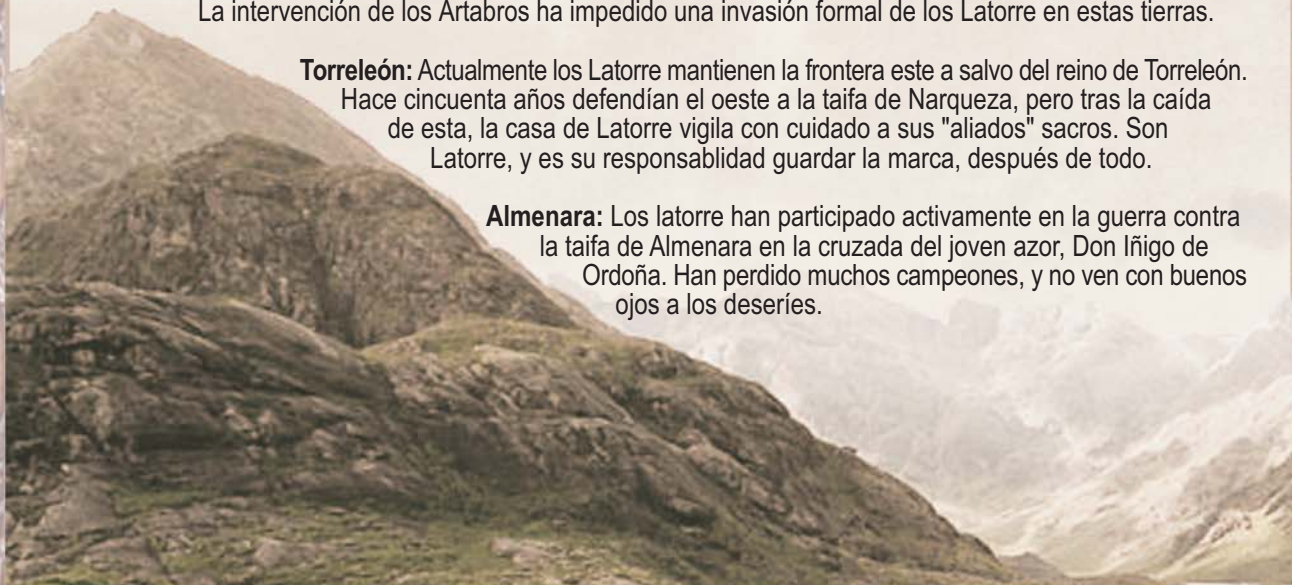 La intervención de los Ártabros ha impedido una invasión formal de los Latorre en estas tierras.
Torreleón: Actualmente los Latorre mantienen la frontera este a salvo del reino de Torreleón.
Hace cincuenta años defendían el oeste a la taifa de Narqueza, pero tras la caída
de esta, la casa de Latorre vigila con cuidado a sus "aliados" sacros. Son
Latorre, y es su responsablidad guardar la marca, después de todo.
Almenara: Los latorre han participado activamente en la guerra contra
la taifa de Almenara en la cruzada del joven azor, Don Iñigo de
Ordoña. Han perdido muchos campeones, y no ven con buenos
ojos a los deseríes.